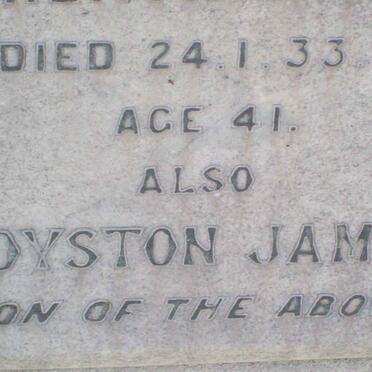 DIED 24.1.33.
AGE 41.
ALSO
OYSTON JAM
ON OF THE ABO